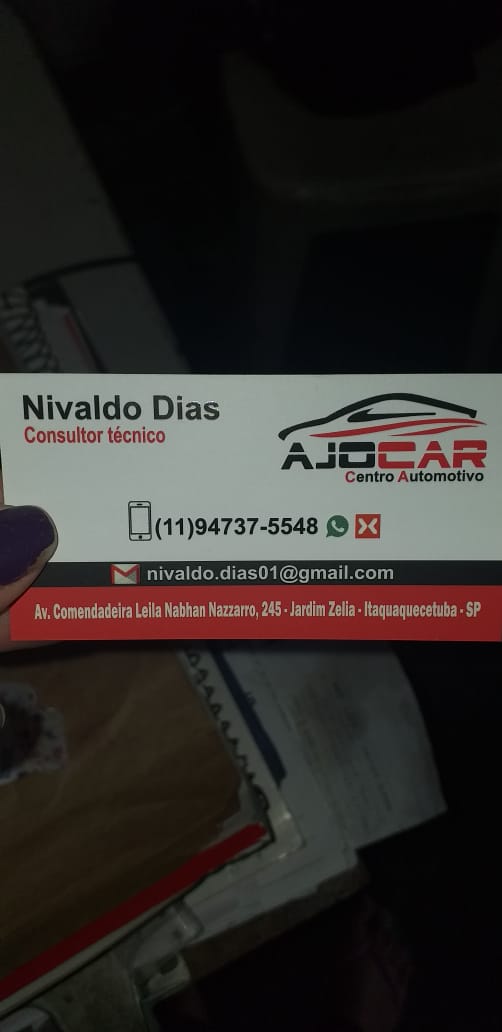 Nivaldo Dias
Consultor técnico
AJOCAR
Centro Automotivo
(11)94737-5548
nivaldo.dias01@gmail.com
Av. Comendadeira Leila Nabhan Nazzarro, 245 - Jardim Zelia - Itaquaquecetuba - SP